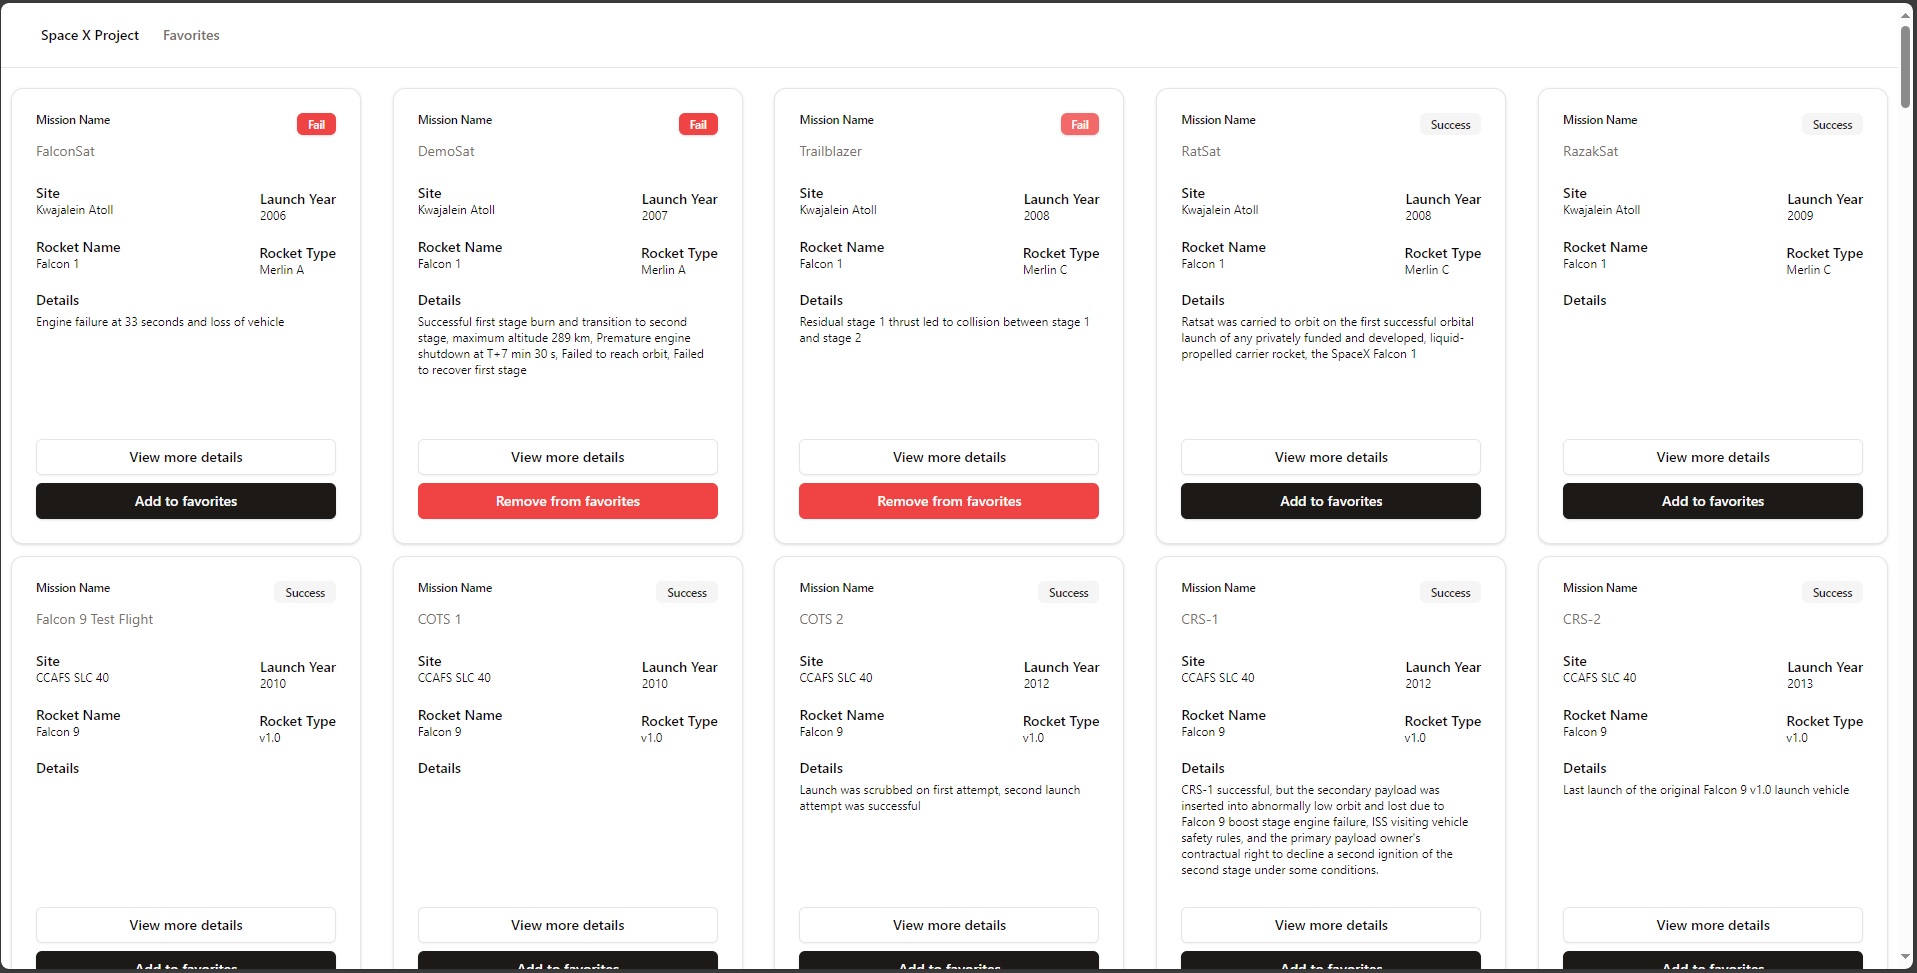 Space X Project
Favorites
Mission Name
Fail
FalconSat
Site
Kwajalein Atoll
Launch Year
2006
Rocket Name
Falcon 1
Rocket Type
Merlin A
Details
Engine failure at 33 seconds and loss of vehicle
View more details
Add to favorites
Mission Name
Fail
DemoSat
Site
Kwajalein Atoll
Launch Year
2007
Rocket Name
Falcon 1
Rocket Type
Merlin A
Details
Successful first stage burn and transition to second
stage, maximum altitude 289 km, Premature engine
shutdown at T+7 min 30 s, Failed to reach orbit, Failed
to recover first stage
View more details
Remove from favorites
Mission Name
Fail
Trailblazer
Site
Kwajalein Atoll
Launch Year
2008
Rocket Name
Falcon 1
Rocket Type
Merlin C
Details
Residual stage 1 thrust led to collision between stage 1
and stage 2
View more details
Remove from favorites
Mission Name
Success
RatSat
Site
Kwajalein Atoll
Launch Year
2008
Rocket Name
Falcon 1
Rocket Type
Merlin C
Details
Ratsat was carried to orbit on the first successful orbital
launch of any privately funded and developed, liquid-
propelled carrier rocket, the SpaceX Falcon 1
View more details
Add to favorites
Mission Name
Success
RazakSat
Site
Kwajalein Atoll
Launch Year
2009
Rocket Name
Falcon 1
Rocket Type
Merlin C
Details
View more details
Add to favorites
Mission Name
Success
Falcon 9 Test Flight
Site
CCAFS SLC 40
Launch Year
2010
Rocket Name
Falcon 9
Rocket Type
v1.0
Details
View more details
Add to favorites
Mission Name
Success
COTS 1
Site
CCAFS SLC 40
Launch Year
2010
Rocket Name
Falcon 9
Rocket Type
v1.0
Details
View more details
Add to favorites
Mission Name
Success
COTS 2
Site
CCAFS SLC 40
Launch Year
2012
Rocket Name
Falcon 9
Rocket Type
v1.0
Details
Launch was scrubbed on first attempt, second launch
attempt was successful
View more details
Add to favorites
Mission Name
Success
CRS-1
Site
CCAFS SLC 40
Launch Year
2012
Rocket Name
Falcon 9
Rocket Type
v1.0
Details
CRS-1 successful, but the secondary payload was
inserted into abnormally low orbit and lost due to
Falcon 9 boost stage engine failure, ISS visiting vehicle
safety rules, and the primary payload owner's
contractual right to decline a second ignition of the
second stage under some conditions.
View more details
Add to favorites
Mission Name
Success
CRS-2
Site
CCAFS SLC 40
Launch Year
2013
Rocket Name
Falcon 9
Rocket Type
v1.0
Details
Last launch of the original Falcon 9 v1.0 launch vehicle
View more details
Add to favorites